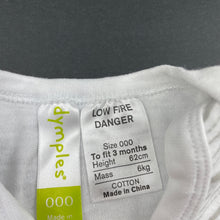 dymples
000
Made in
LOW FIRE
DANGER
Size 000
To fit 3 months
Height 62cm
Mass 6kg
COTTON
Made in China